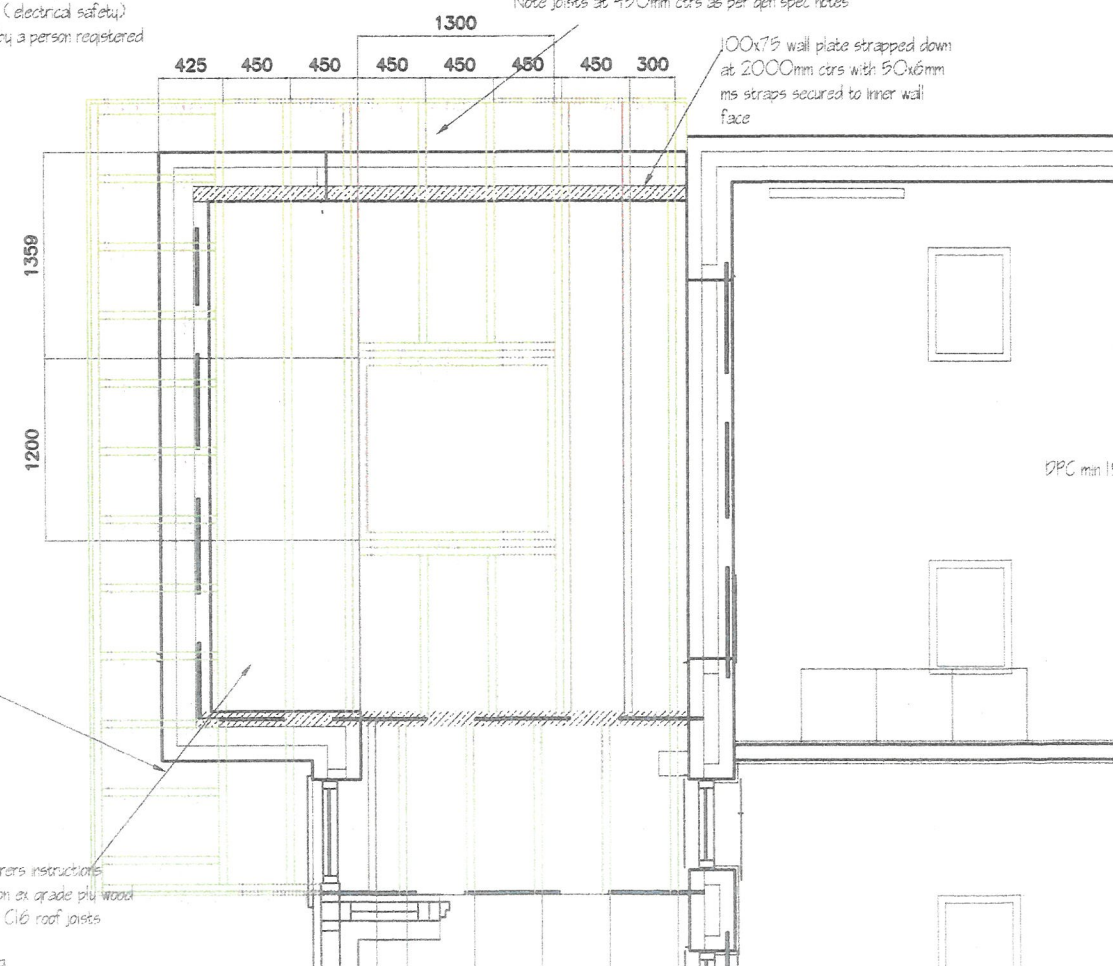 ( electrical safety)
by a person registered
Note joists at 450mm ctrs as per gen spec notes
1300
425 450 450 450 450 450 450 300
100x75 wall plate strapped down
at 2000mm ctrs with 50x6mm
ms straps secured to inner wall
face
1359
1200
DPC min
rers instructions
on ex grade ply wood
C16 roof joists